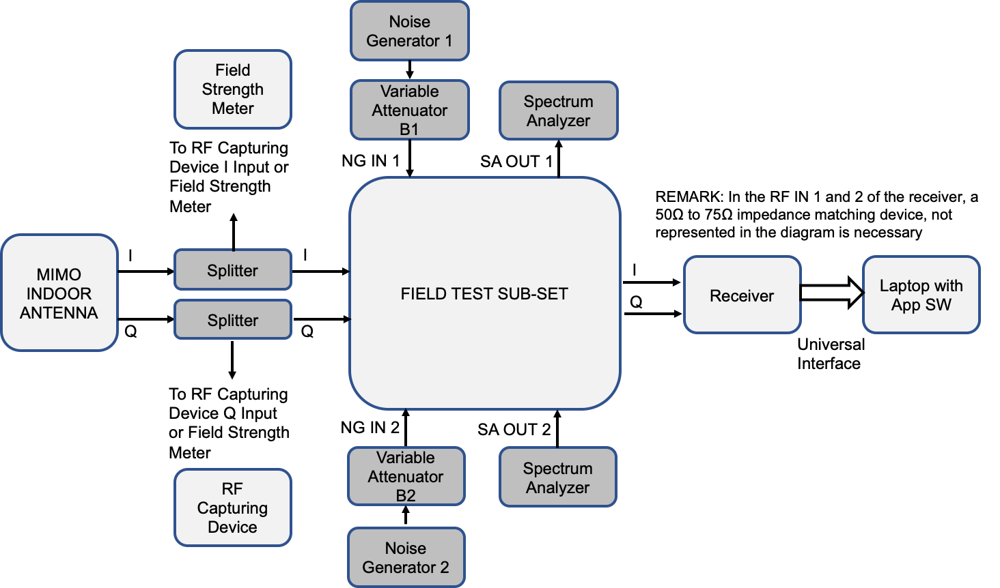 Noise
Generator 1
Field
Strength
Meter
Variable
Attenuator
B1
Spectrum
Analyzer
To RF Capturing
Device I Input or
Field Strength
Meter
NG IN 1
SA OUT 1
REMARK: In the RF IN 1 and 2 of the receiver, a
50Ω to 75Ω impedance matching device, not
represented in the diagram is necessary
MIMO
INDOOR
ANTENNA
I
Splitter
I
Q
Splitter
Q
FIELD TEST SUB-SET
I
Q
Receiver
Laptop with
App SW
Universal
Interface
To RF Capturing
Device Q Input
or Field Strength
Meter
NG IN 2
SA OUT 2
Variable
Attenuator
B2
Spectrum
Analyzer
RF
Capturing
Device
Noise
Generator 2